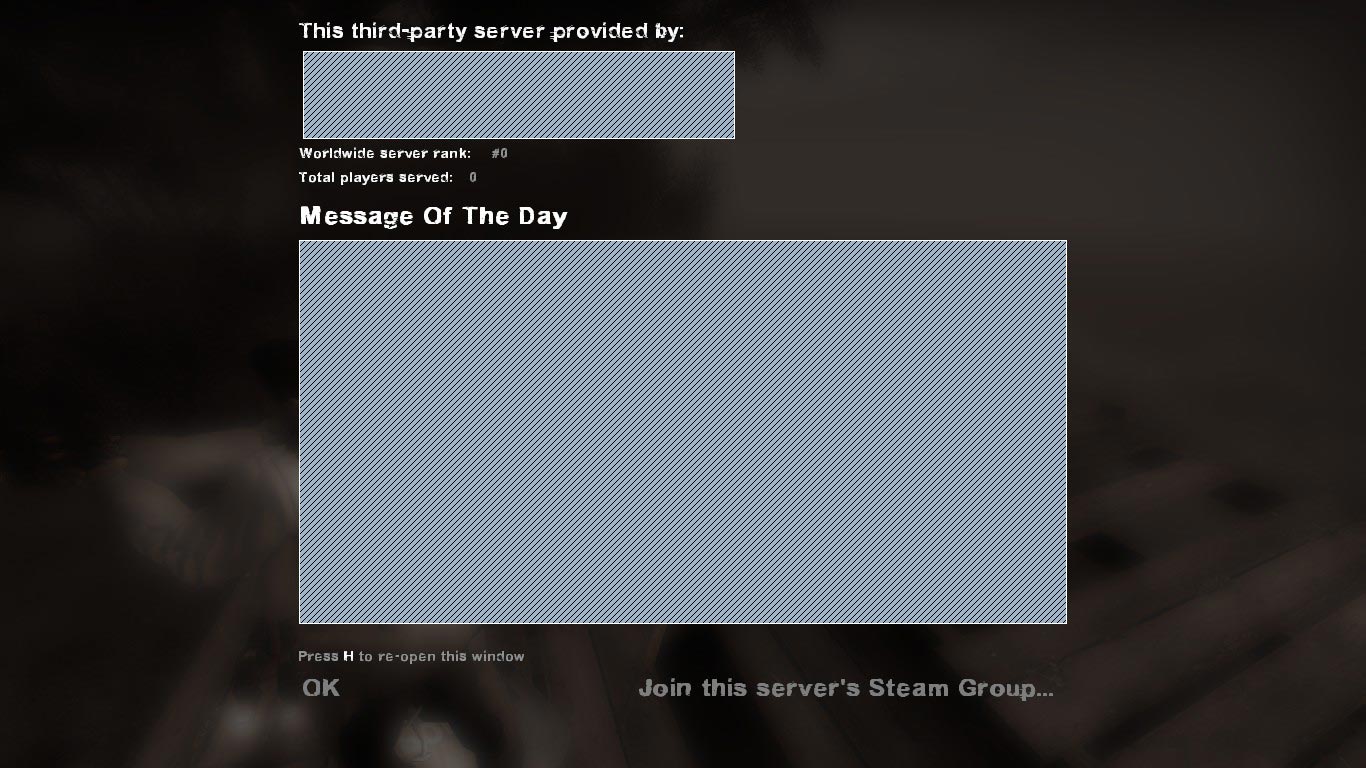 This third-party server provided by:
Worldwide server rank: #0
Total players served: 0
Message Of The Day
Press H to re-open this window
OK
Join this server's Steam Group...